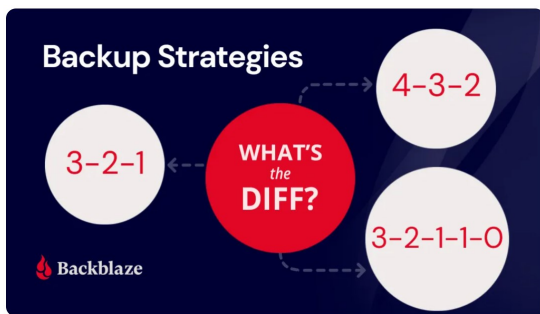 Backup Strategies
4-3-2
3-2-1
WHAT'S
the
DIFF?
3-2-1-1-0
Backblaze